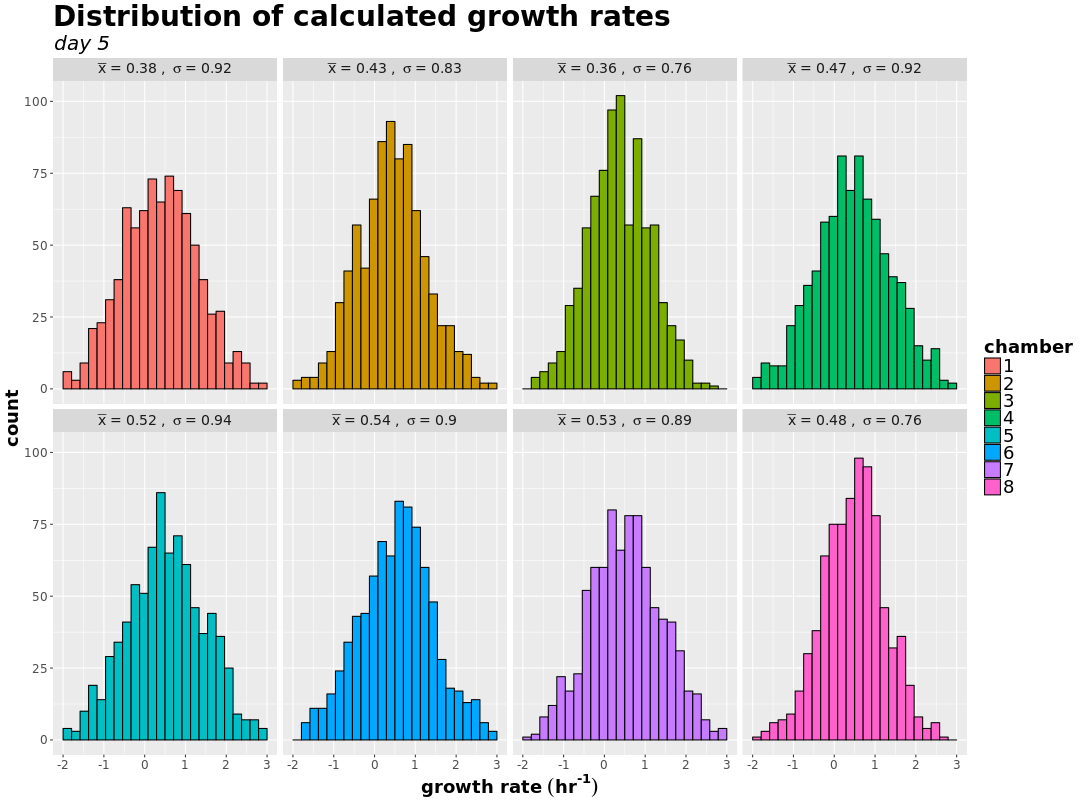 Distribution of calculated growth rates
day 5
x̅ = 0.38 , σ = 0.92
x̅ = 0.43 , σ = 0.83
x̅ = 0.36 , σ = 0.76
x̅ = 0.47 , σ = 0.92
100
75
50
25
0
x̅ = 0.52 , σ = 0.94
x̅ = 0.54 , σ = 0.9
x̅ = 0.53 , σ = 0.89
x̅ = 0.48 , σ = 0.76
100
75
50
25
0
-2 -1 0 1 2 3
-2 -1 0 1 2 3
-2 -1 0 1 2 3
-2 -1 0 1 2 3
count
growth rate (hr⁻¹)
chamber
1
2
3
4
5
6
7
8